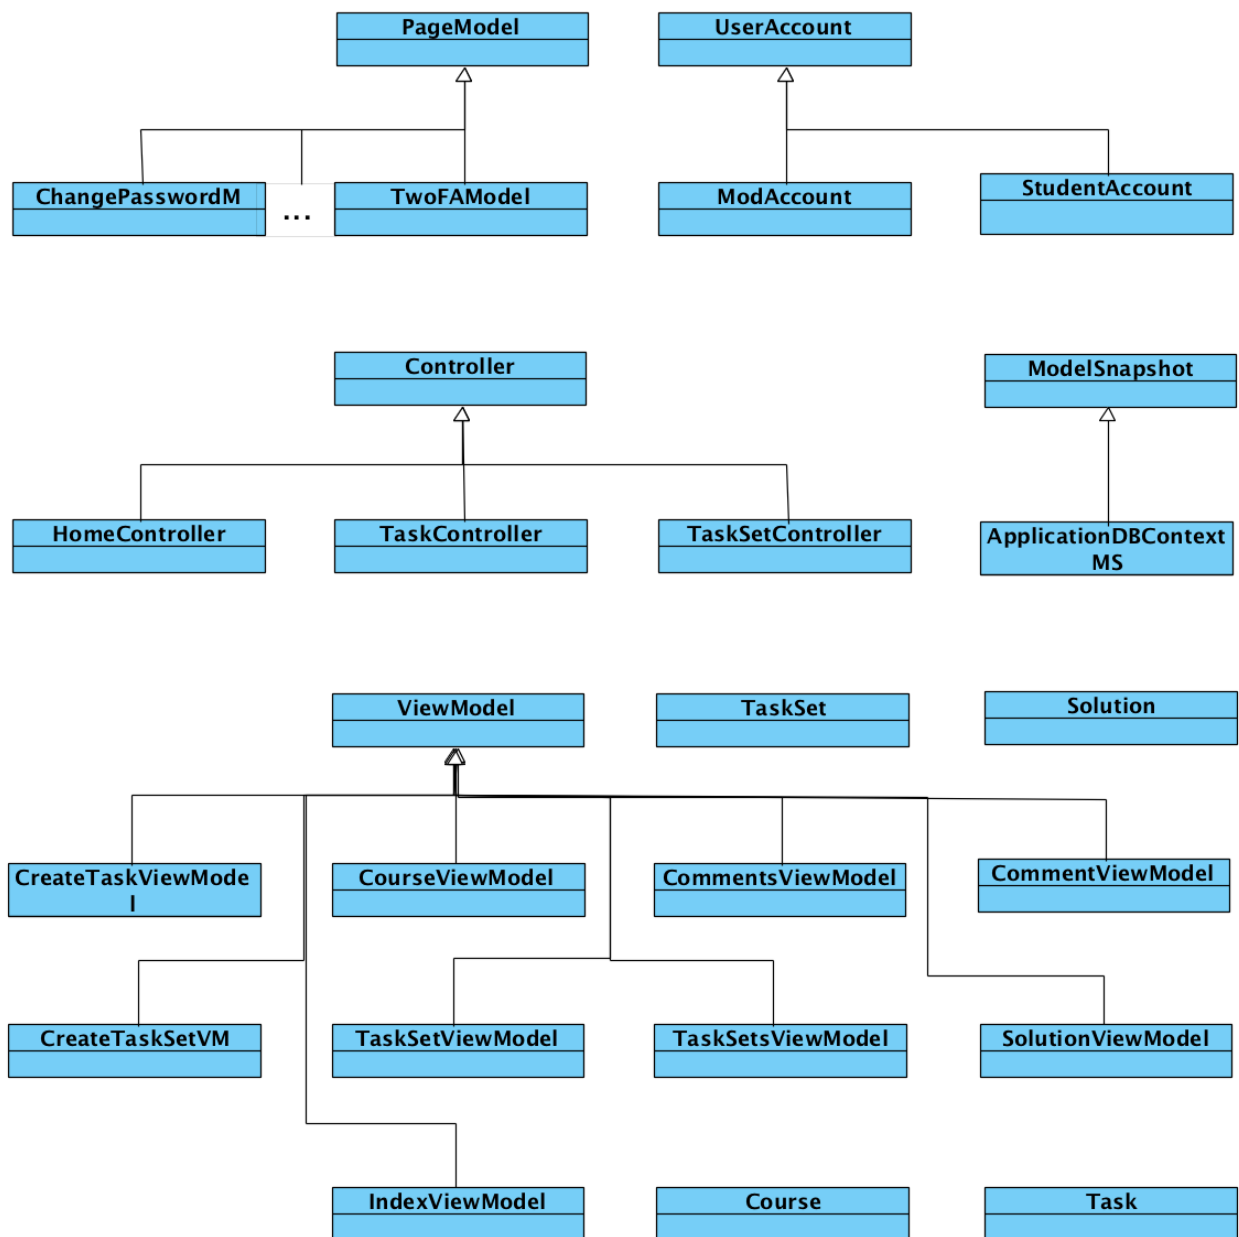 PageModel
UserAccount
ChangePasswordM
...
TwoFAModel
ModAccount
StudentAccount
Controller
ModelSnapshot
HomeController
TaskController
TaskSetController
ApplicationDBContext
MS
ViewModel
TaskSet
Solution
CreateTaskViewMode
l
CourseViewModel
CommentsViewModel
CommentViewModel
CreateTaskSetVM
TaskSetViewModel
TaskSetsViewModel
SolutionViewModel
IndexViewModel
Course
Task